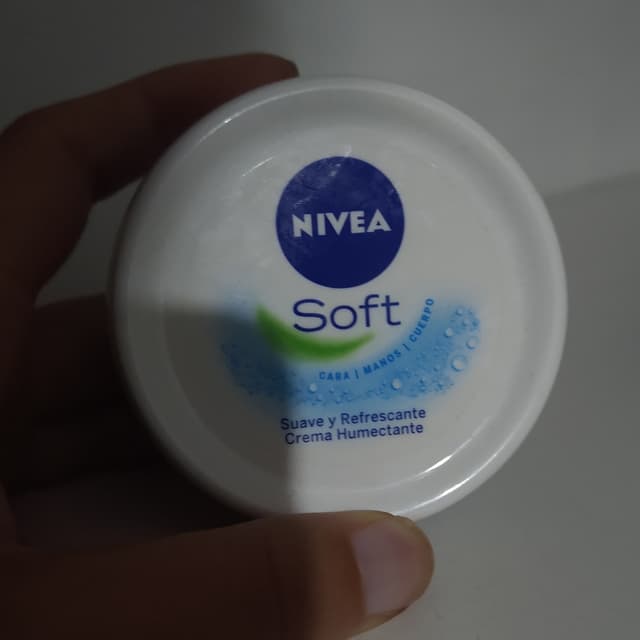 NIVEA
Soft
CARA | MANOS | CUERPO
Suave y Refrescante
Crema Humectante